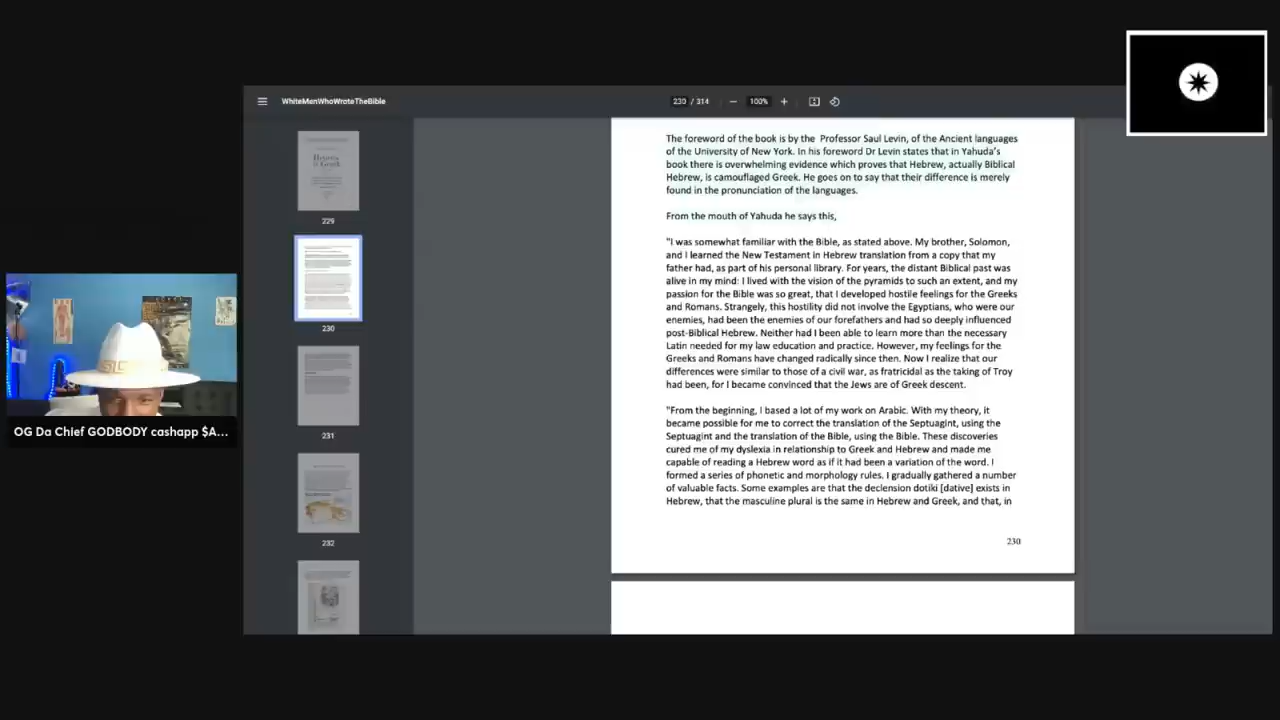 WhiteMenWhoWroteTheBible
230 / 314
100%
Hebrew
is Greek
229
230
231
232
The foreword of the book is by the Professor Saul Levin, of the Ancient languages
of the University of New York. In his foreword Dr Levin states that in Yahuda's
book there is overwhelming evidence which proves that Hebrew, actually Biblical
Hebrew, is camouflaged Greek. He goes on to say that their difference is merely
found in the pronunciation of the languages.
From the mouth of Yahuda he says this,
"I was somewhat familiar with the Bible, as stated above. My brother, Solomon,
and I learned the New Testament in Hebrew translation from a copy that my
father had, as part of his personal library. For years, the distant Biblical past was
alive in my mind: I lived with the vision of the pyramids to such an extent, and my
passion for the Bible was so great, that I developed hostile feelings for the Greeks
and Romans. Strangely, this hostility did not involve the Egyptians, who were our
enemies, had been the enemies of our forefathers and had so deeply influenced
post-Biblical Hebrew. Neither had I been able to learn more than the necessary
Latin needed for my law education and practice. However, my feelings for the
Greeks and Romans have changed radically since then. Now I realize that our
differences were similar to those of a civil war, as fratricidal as the taking of Troy
had been, for I became convinced that the Jews are of Greek descent.
"From the beginning, I based a lot of my work on Arabic. With my theory, it
became possible for me to correct the translation of the Septuagint, using the
Septuagint and the translation of the Bible, using the Bible. These discoveries
cured me of my dyslexia in relationship to Greek and Hebrew and made me
capable of reading a Hebrew word as if it had been a variation of the word. I
formed a series of phonetic and morphology rules. I gradually gathered a number
of valuable facts. Some examples are that the declension dotiki [dative] exists in
Hebrew, that the masculine plural is the same in Hebrew and Greek, and that, in
230
OG Da Chief GODBODY cashapp $A...